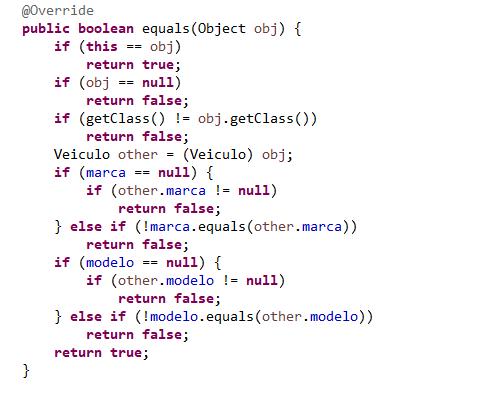 @Override
public boolean equals(Object obj) {
    if (this == obj)
        return true;
    if (obj == null)
        return false;
    if (getClass() != obj.getClass())
        return false;
    Veiculo other = (Veiculo) obj;
    if (marca == null) {
        if (other.marca != null)
            return false;
    } else if (!marca.equals(other.marca))
        return false;
    if (modelo == null) {
        if (other.modelo != null)
            return false;
    } else if (!modelo.equals(other.modelo))
        return false;
    return true;
}